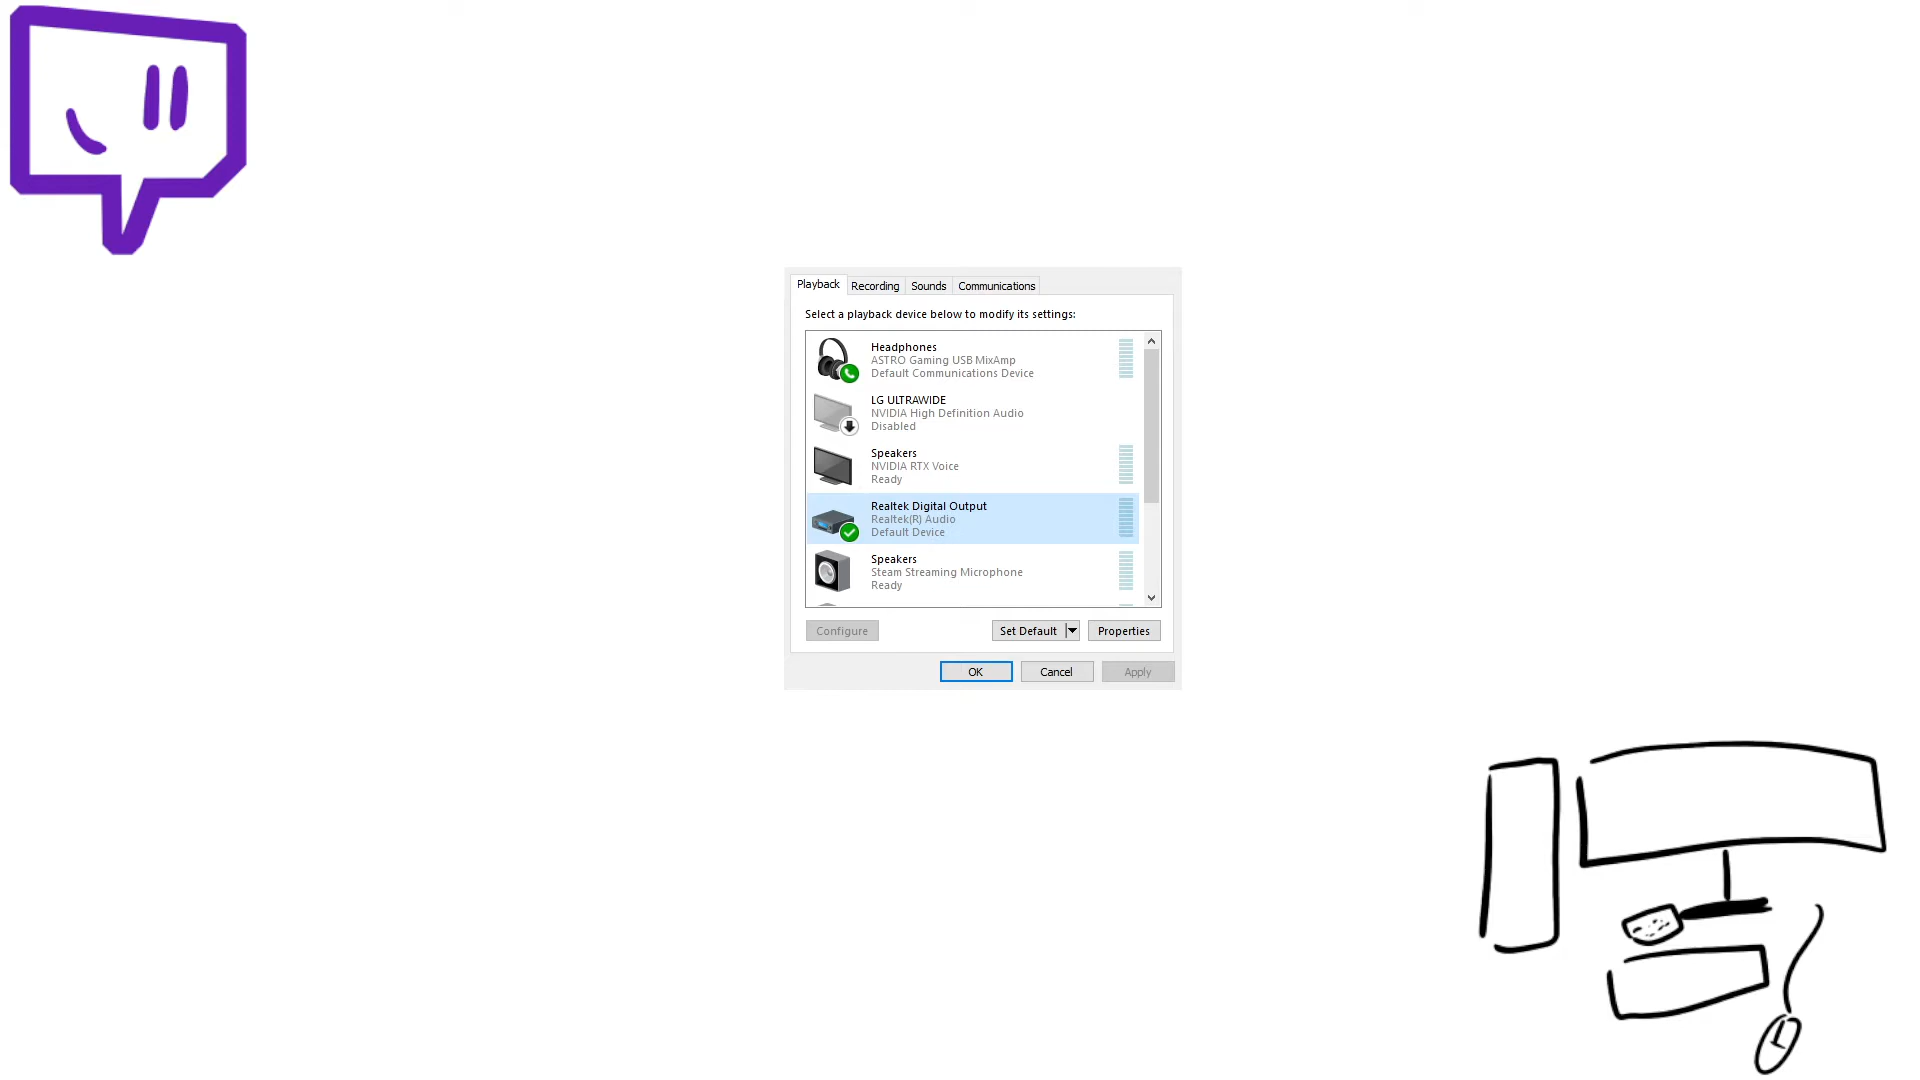 Playback
Recording
Sounds
Communications
Select a playback device below to modify its settings:
Headphones
ASTRO Gaming USB MixAmp
Default Communications Device
LG ULTRAWIDE
NVIDIA High Definition Audio
Disabled
Speakers
NVIDIA RTX Voice
Ready
Realtek Digital Output
Realtek(R) Audio
Default Device
Speakers
Steam Streaming Microphone
Ready
Configure
Set Default
Properties
OK
Cancel
Apply